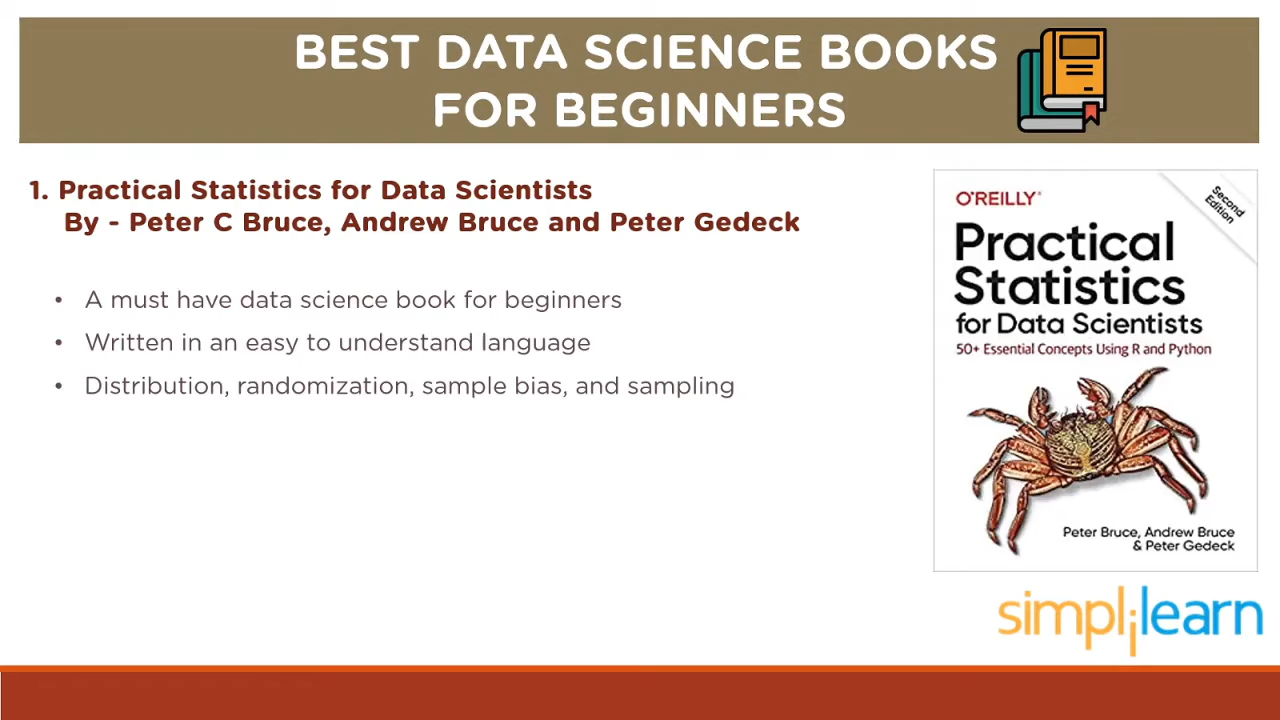 BEST DATA SCIENCE BOOKS
FOR BEGINNERS
1. Practical Statistics for Data Scientists
By - Peter C Bruce, Andrew Bruce and Peter Gedeck
• A must have data science book for beginners
• Written in an easy to understand language
• Distribution, randomization, sample bias, and sampling
O'REILLY®
Second
Edition
Practical
Statistics
for Data Scientists
50+ Essential Concepts Using R and Python
Peter Bruce, Andrew Bruce
& Peter Gedeck
simplilearn